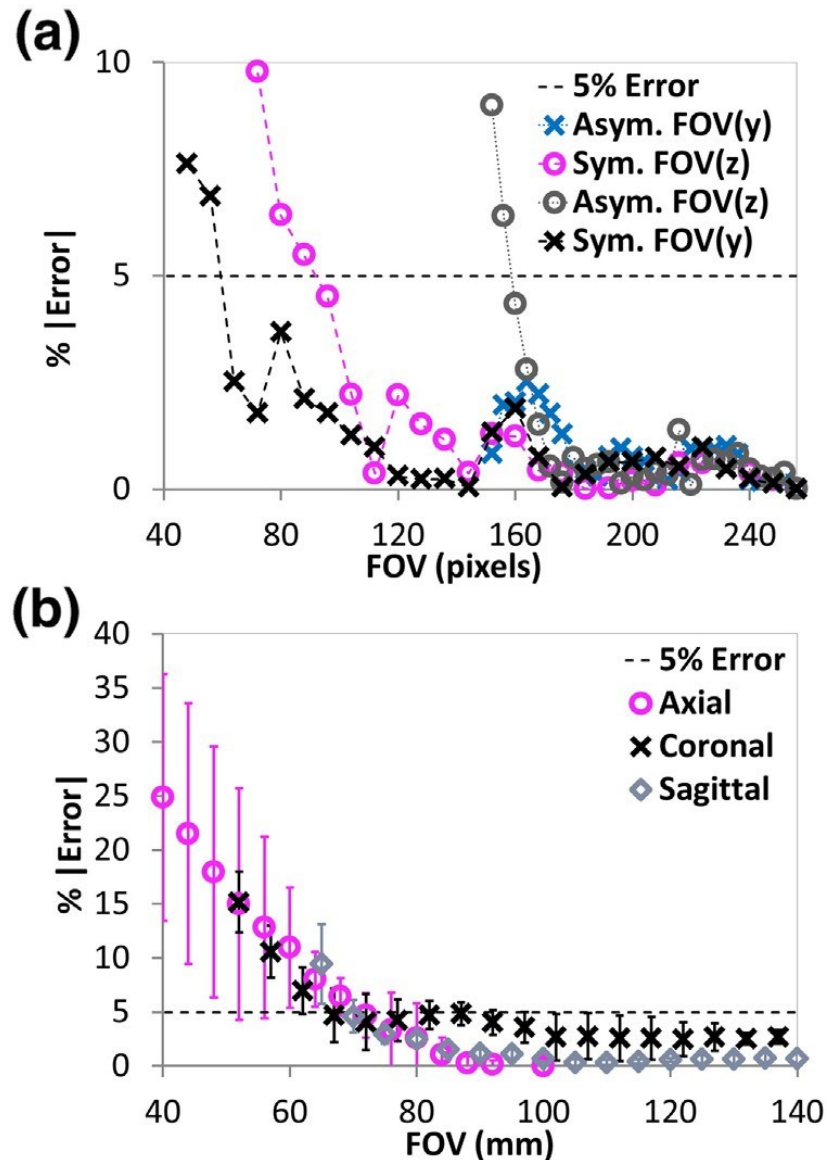 (a)
10
5
0
% |Error|
5% Error
Asym. FOV(y)
Sym. FOV(z)
Asym. FOV(z)
Sym. FOV(y)
40 80 120 160 200 240
FOV (pixels)
(b)
40
35
30
25
20
15
10
5
0
% |Error|
5% Error
Axial
Coronal
Sagittal
40 60 80 100 120 140
FOV (mm)